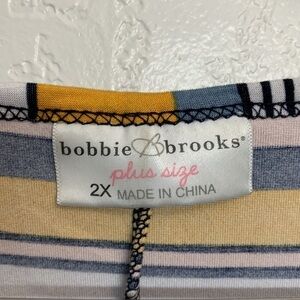 bobbie B brooks®
plus size
2X MADE IN CHINA